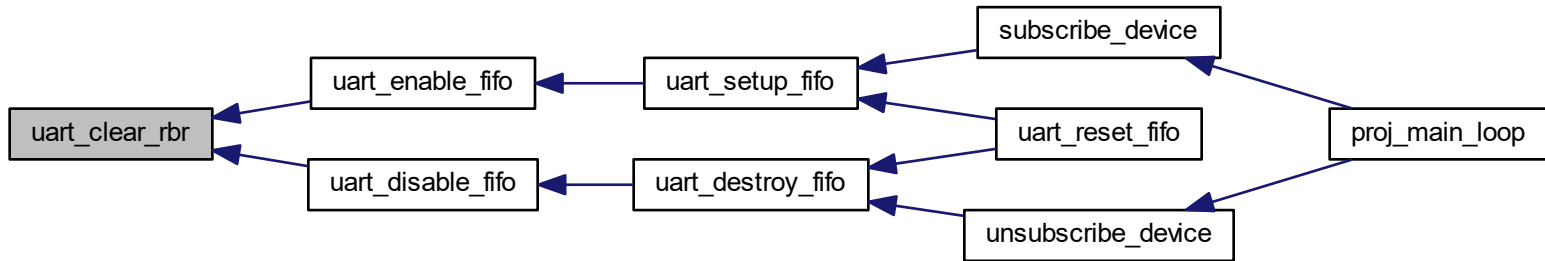 subscribe_device
uart_enable_fifo
uart_setup_fifo
uart_clear_rbr
uart_reset_fifo
proj_main_loop
uart_disable_fifo
uart_destroy_fifo
unsubscribe_device